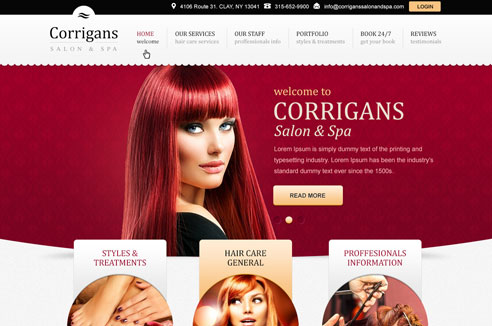 4106 Route 31, CLAY, NY 13041 315-652-9900 info@corriganssalonandspa.com LOGIN
Corrigans
SALON & SPA
HOME OUR SERVICES OUR STAFF PORTFOLIO BOOK 24/7 REVIEWS
welcome hair care services professionals info styles & treatments get your book testimonials
welcome to
CORRIGANS
Salon & Spa
Lorem Ipsum is simply dummy text of the printing and
typesetting industry. Lorem Ipsum has been the industry's
standard dummy text ever since the 1500s.
READ MORE
STYLES & HAIR CARE PROFFESIONALS
TREATMENTS GENERAL INFORMATION